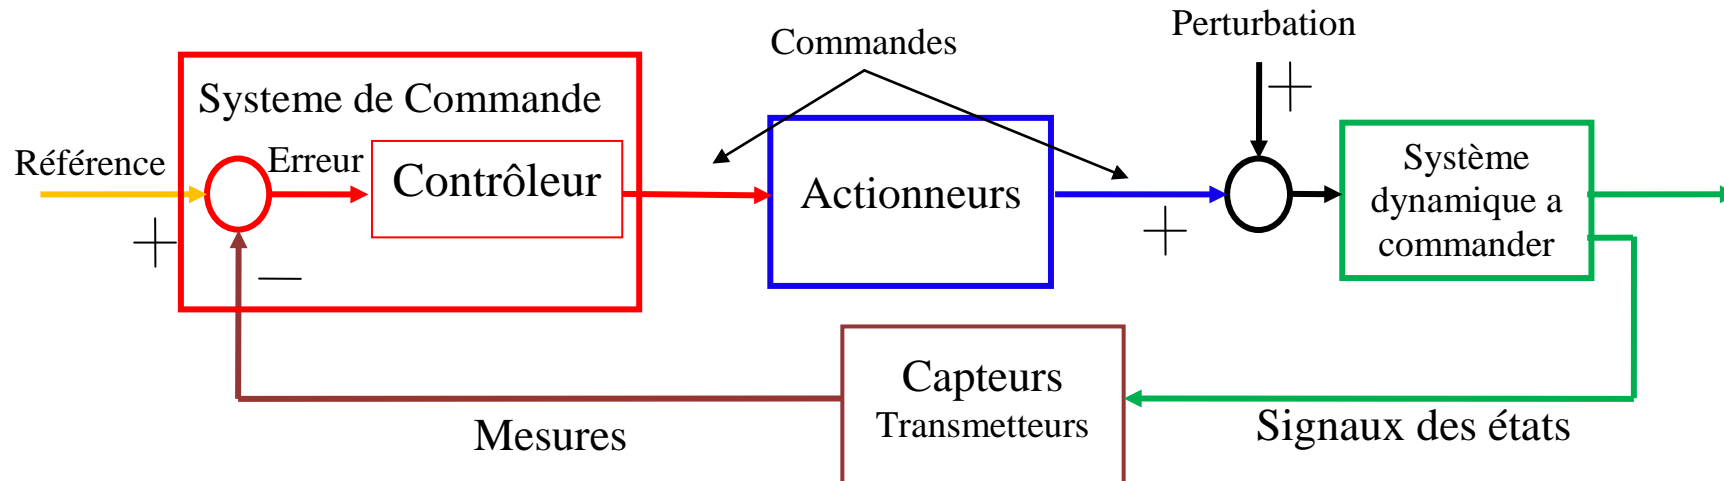 Perturbation
Commandes
Systeme de Commande
Référence
Erreur
Contrôleur
Actionneurs
Système
dynamique a
commander
+
−
+
+
Capteurs
Transmetteurs
Mesures
Signaux des états